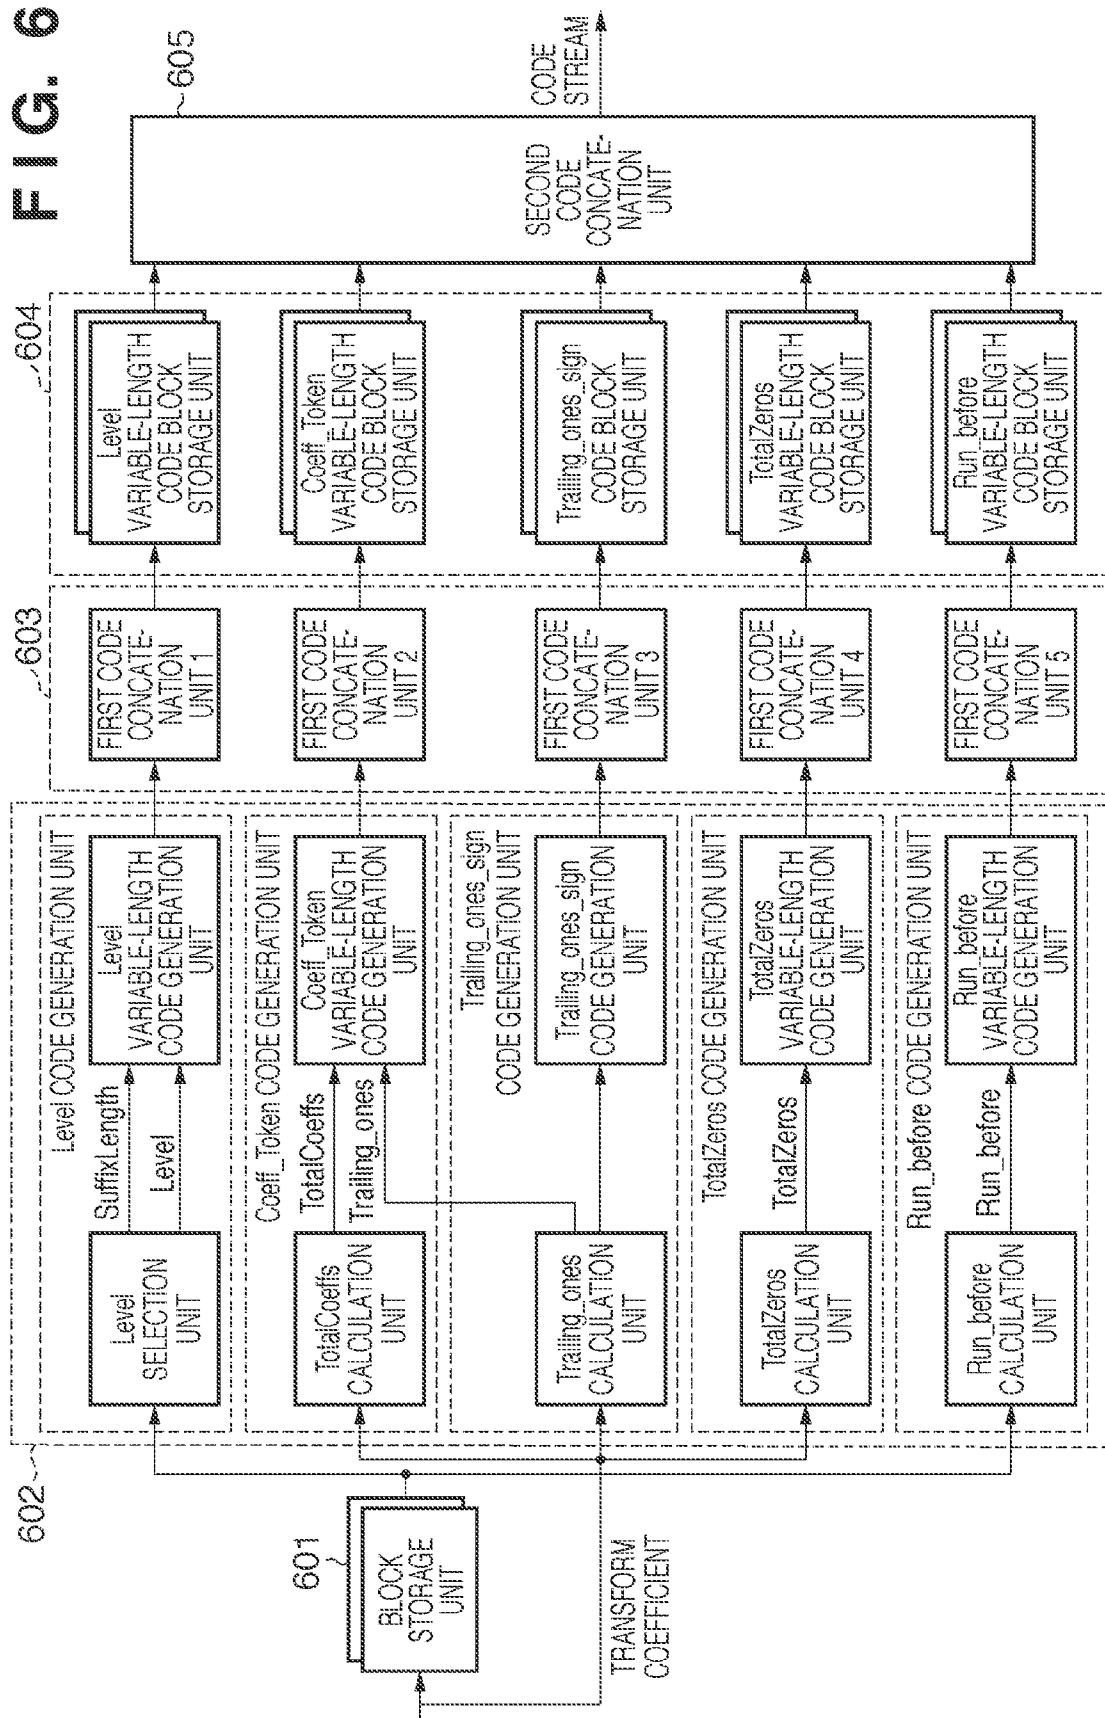 FIG. 6
601
BLOCK
STORAGE
UNIT
TRANSFORM
COEFFICIENT
602
Level CODE GENERATION UNIT
Level
SELECTION
UNIT
SuffixLength
Level
Level
VARIABLE-LENGTH
CODE GENERATION
UNIT
Coeff_Token CODE GENERATION UNIT
TotalCoeffs
CALCULATION
UNIT
TotalCoeffs
Trailing_ones
Coeff_Token
VARIABLE-LENGTH
CODE GENERATION
UNIT
Trailing_ones_sign
CODE GENERATION UNIT
Trailing_ones
CALCULATION
UNIT
Trailing_ones_sign
CODE GENERATION
UNIT
TotalZeros CODE GENERATION UNIT
TotalZeros
CALCULATION
UNIT
TotalZeros
TotalZeros
VARIABLE-LENGTH
CODE GENERATION
UNIT
Run_before CODE GENERATION UNIT
Run_before
CALCULATION
UNIT
Run_before
Run_before
VARIABLE-LENGTH
CODE GENERATION
UNIT
603
FIRST CODE
CONCATE-
NATION
UNIT 1
FIRST CODE
CONCATE-
NATION
UNIT 2
FIRST CODE
CONCATE-
NATION
UNIT 3
FIRST CODE
CONCATE-
NATION
UNIT 4
FIRST CODE
CONCATE-
NATION
UNIT 5
604
Level
VARIABLE-LENGTH
CODE BLOCK
STORAGE UNIT
Coeff_Token
VARIABLE-LENGTH
CODE BLOCK
STORAGE UNIT
Trailing_ones_sign
CODE BLOCK
STORAGE UNIT
TotalZeros
VARIABLE-LENGTH
CODE BLOCK
STORAGE UNIT
Run_before
VARIABLE-LENGTH
CODE BLOCK
STORAGE UNIT
605
SECOND
CODE
CONCATE-
NATION
UNIT
CODE
STREAM